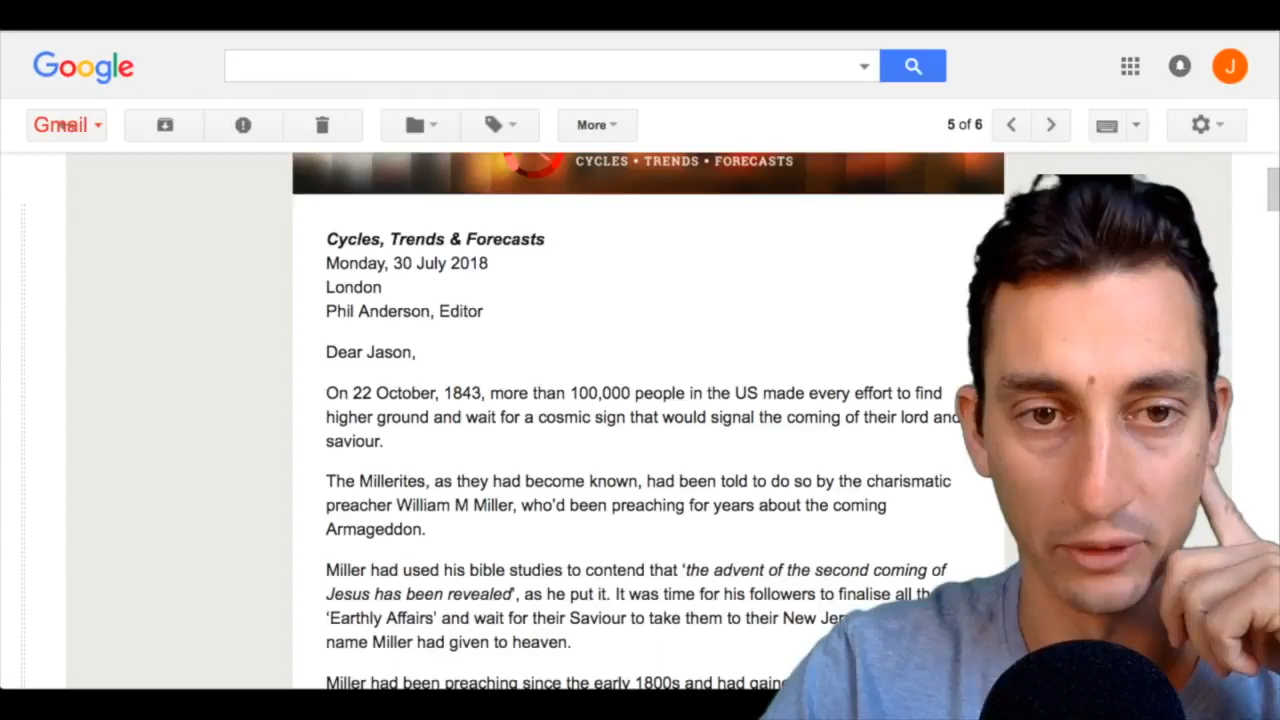 Google
J
Gmail
More
5 of 6
CYCLES • TRENDS • FORECASTS
Cycles, Trends & Forecasts
Monday, 30 July 2018
London
Phil Anderson, Editor
Dear Jason,
On 22 October, 1843, more than 100,000 people in the US made every effort to find
higher ground and wait for a cosmic sign that would signal the coming of their lord and
saviour.
The Millerites, as they had become known, had been told to do so by the charismatic
preacher William M Miller, who'd been preaching for years about the coming
Armageddon.
Miller had used his bible studies to contend that 'the advent of the second coming of
Jesus has been revealed', as he put it. It was time for his followers to finalise all
'Earthly Affairs' and wait for their Saviour to take them to their New
name Miller had given to heaven.
Miller had been preaching since the early 1800s and had